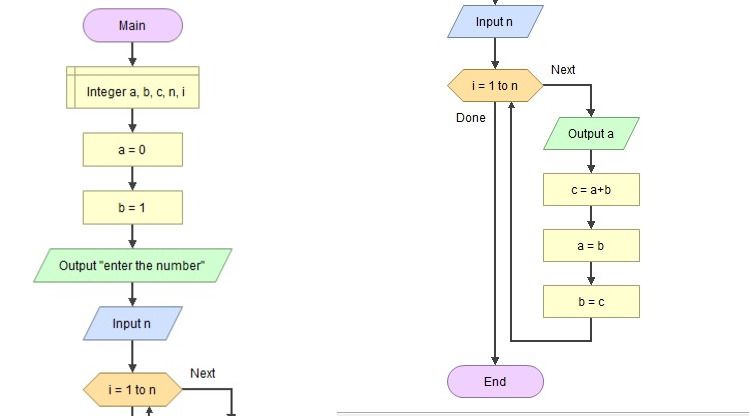 Main
Integer a, b, c, n, i
a = 0
b = 1
Output "enter the number"
Input n
i = 1 to n
Next
Input n
i = 1 to n
Next
Done
Output a
c = a+b
a = b
b = c
End